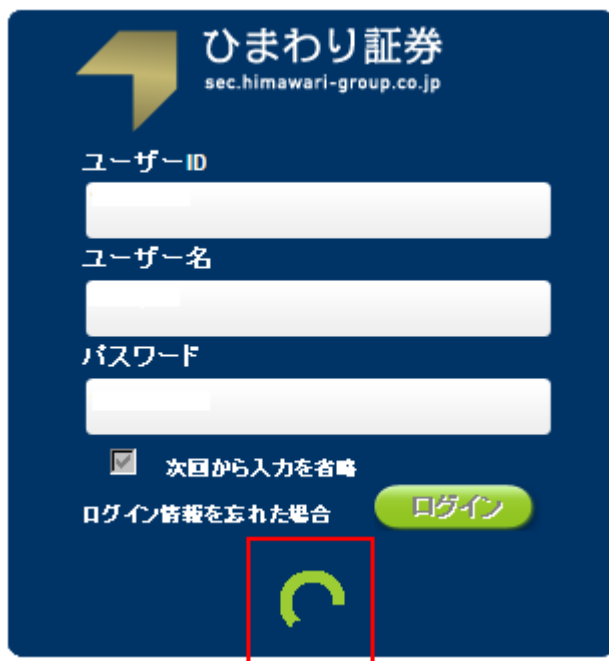 ひまわり証券
sec.himawari-group.co.jp
ユーザーID
ユーザー名
パスワード
次回から入力を省略
ログイン情報を忘れた場合
ログイン